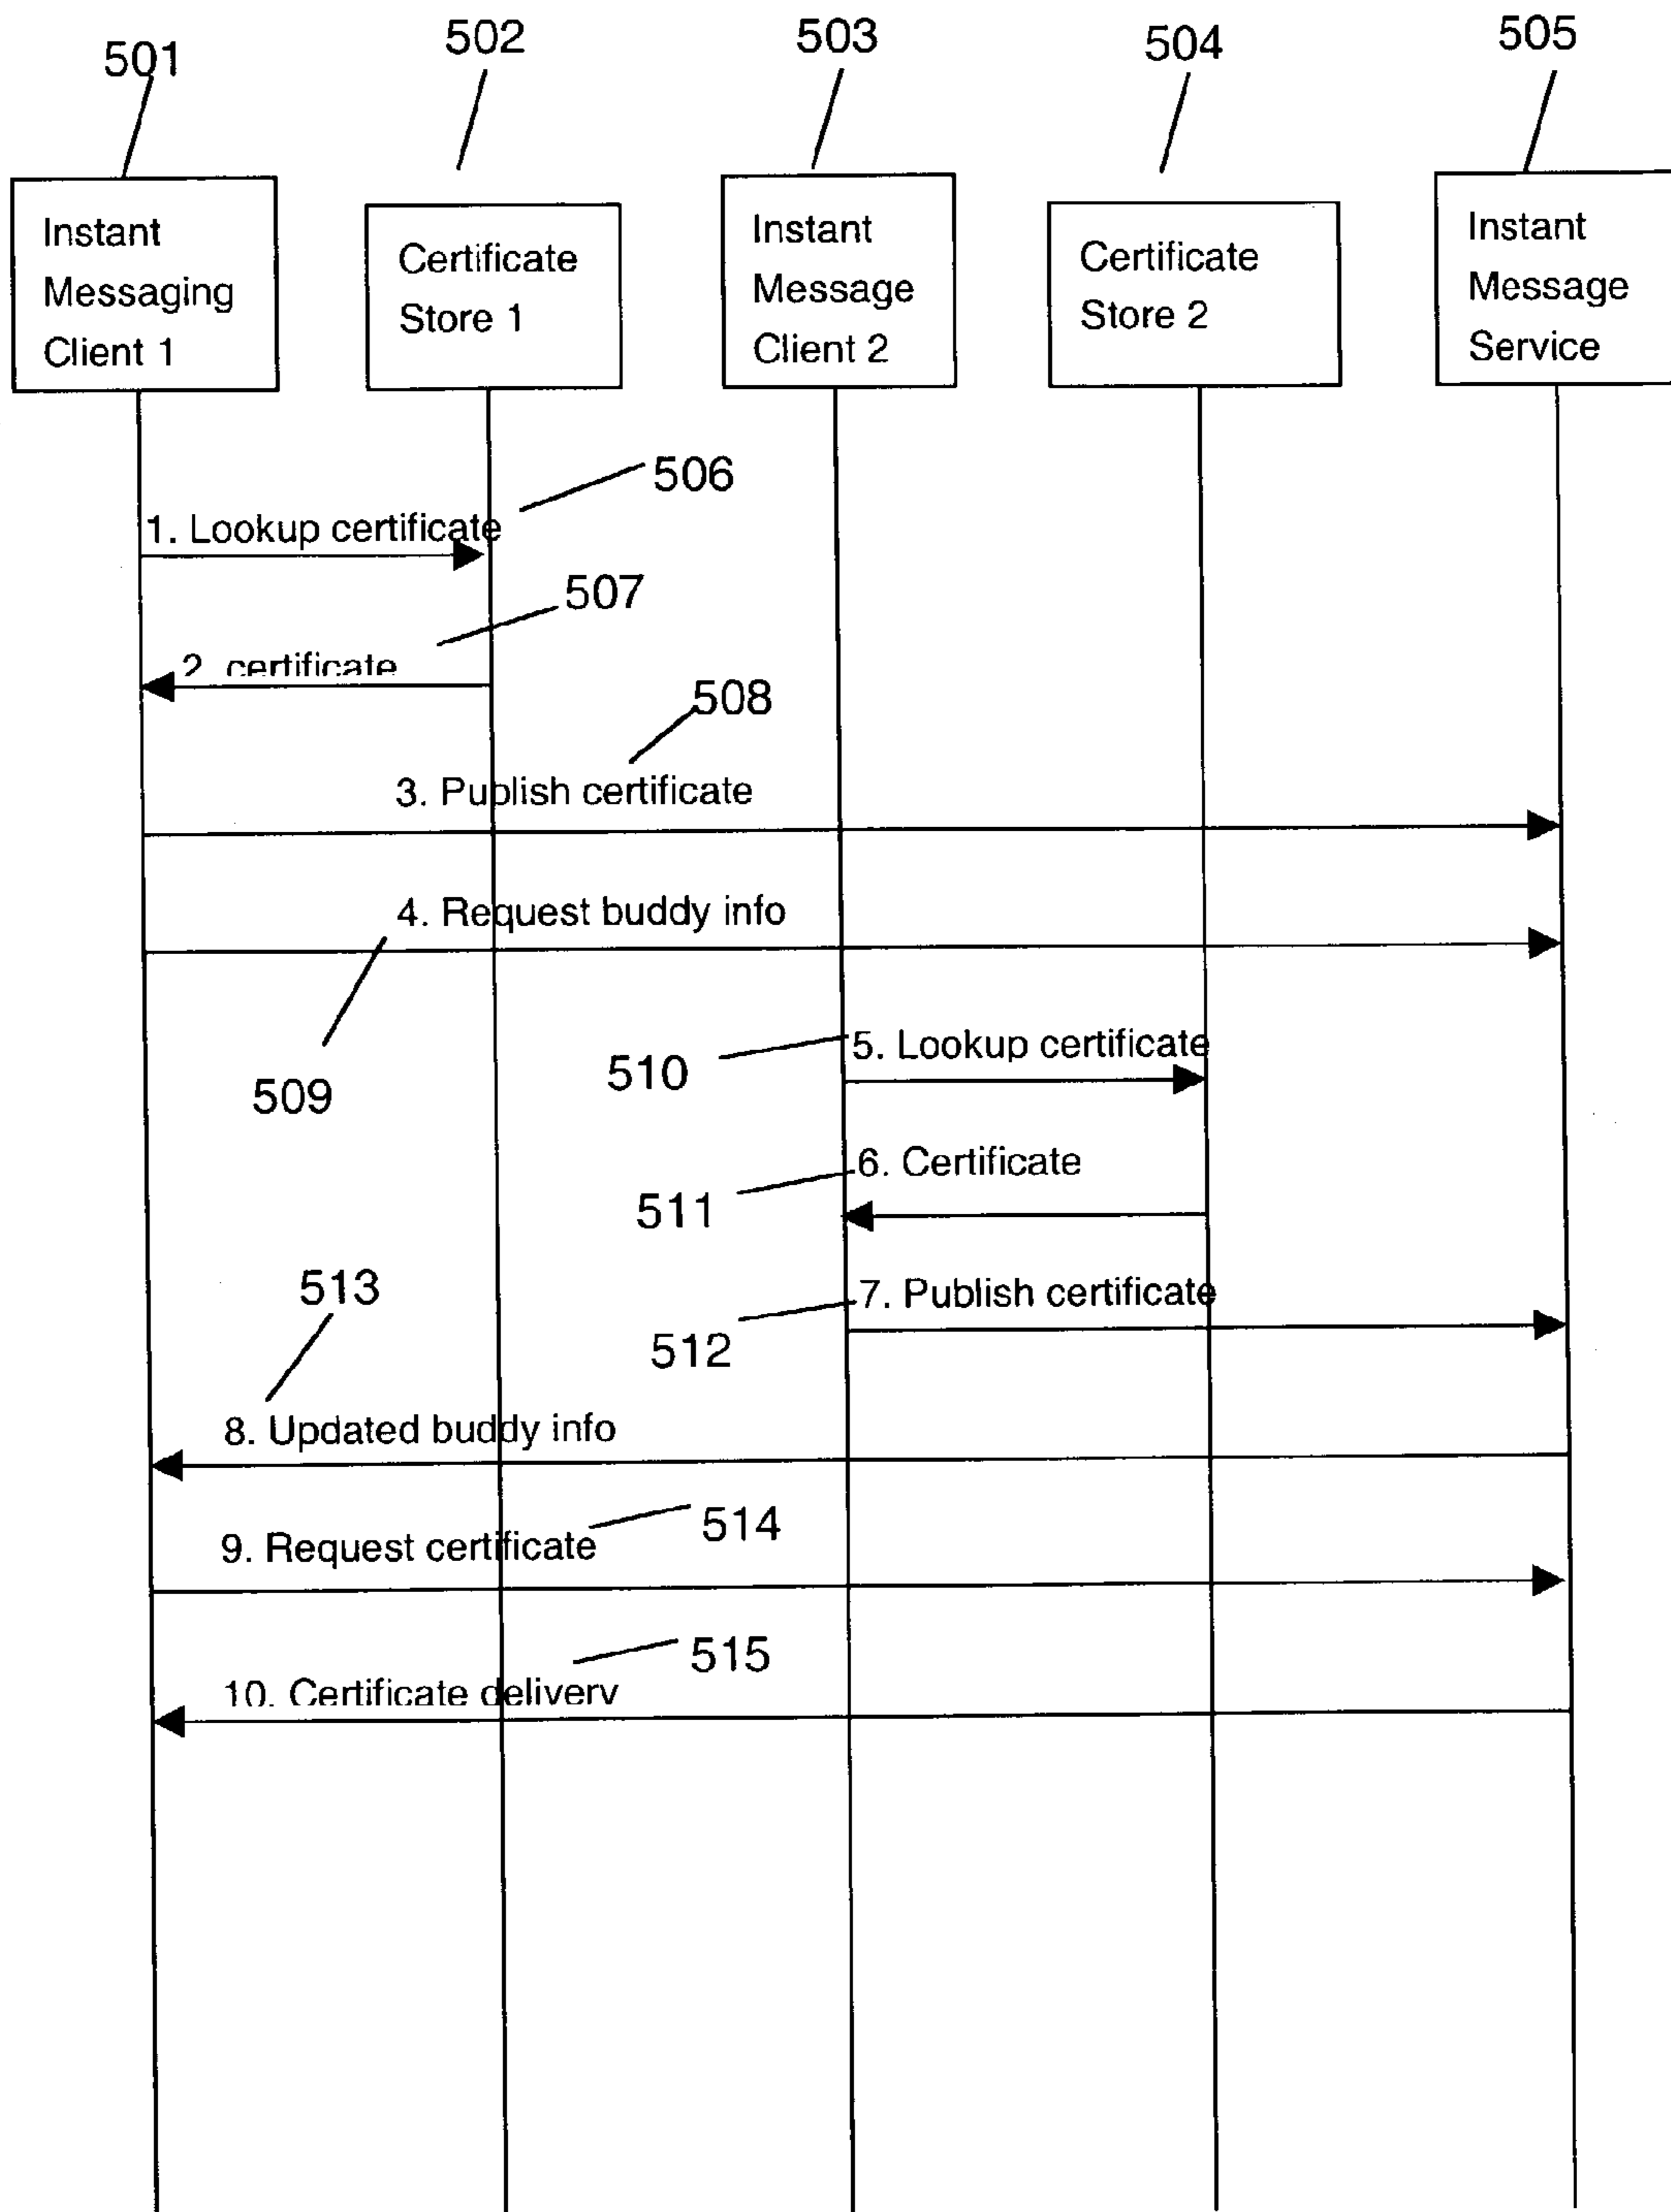 501
502
503
504
505
Instant
Messaging
Client 1
Certificate
Store 1
Instant
Message
Client 2
Certificate
Store 2
Instant
Message
Service
506
1. Lookup certificate
507
2. certificate
508
3. Publish certificate
4. Request buddy info
509
5. Lookup certificate
510
6. Certificate
511
513
7. Publish certificate
512
8. Updated buddy info
514
9. Request certificate
515
10. Certificate delivery